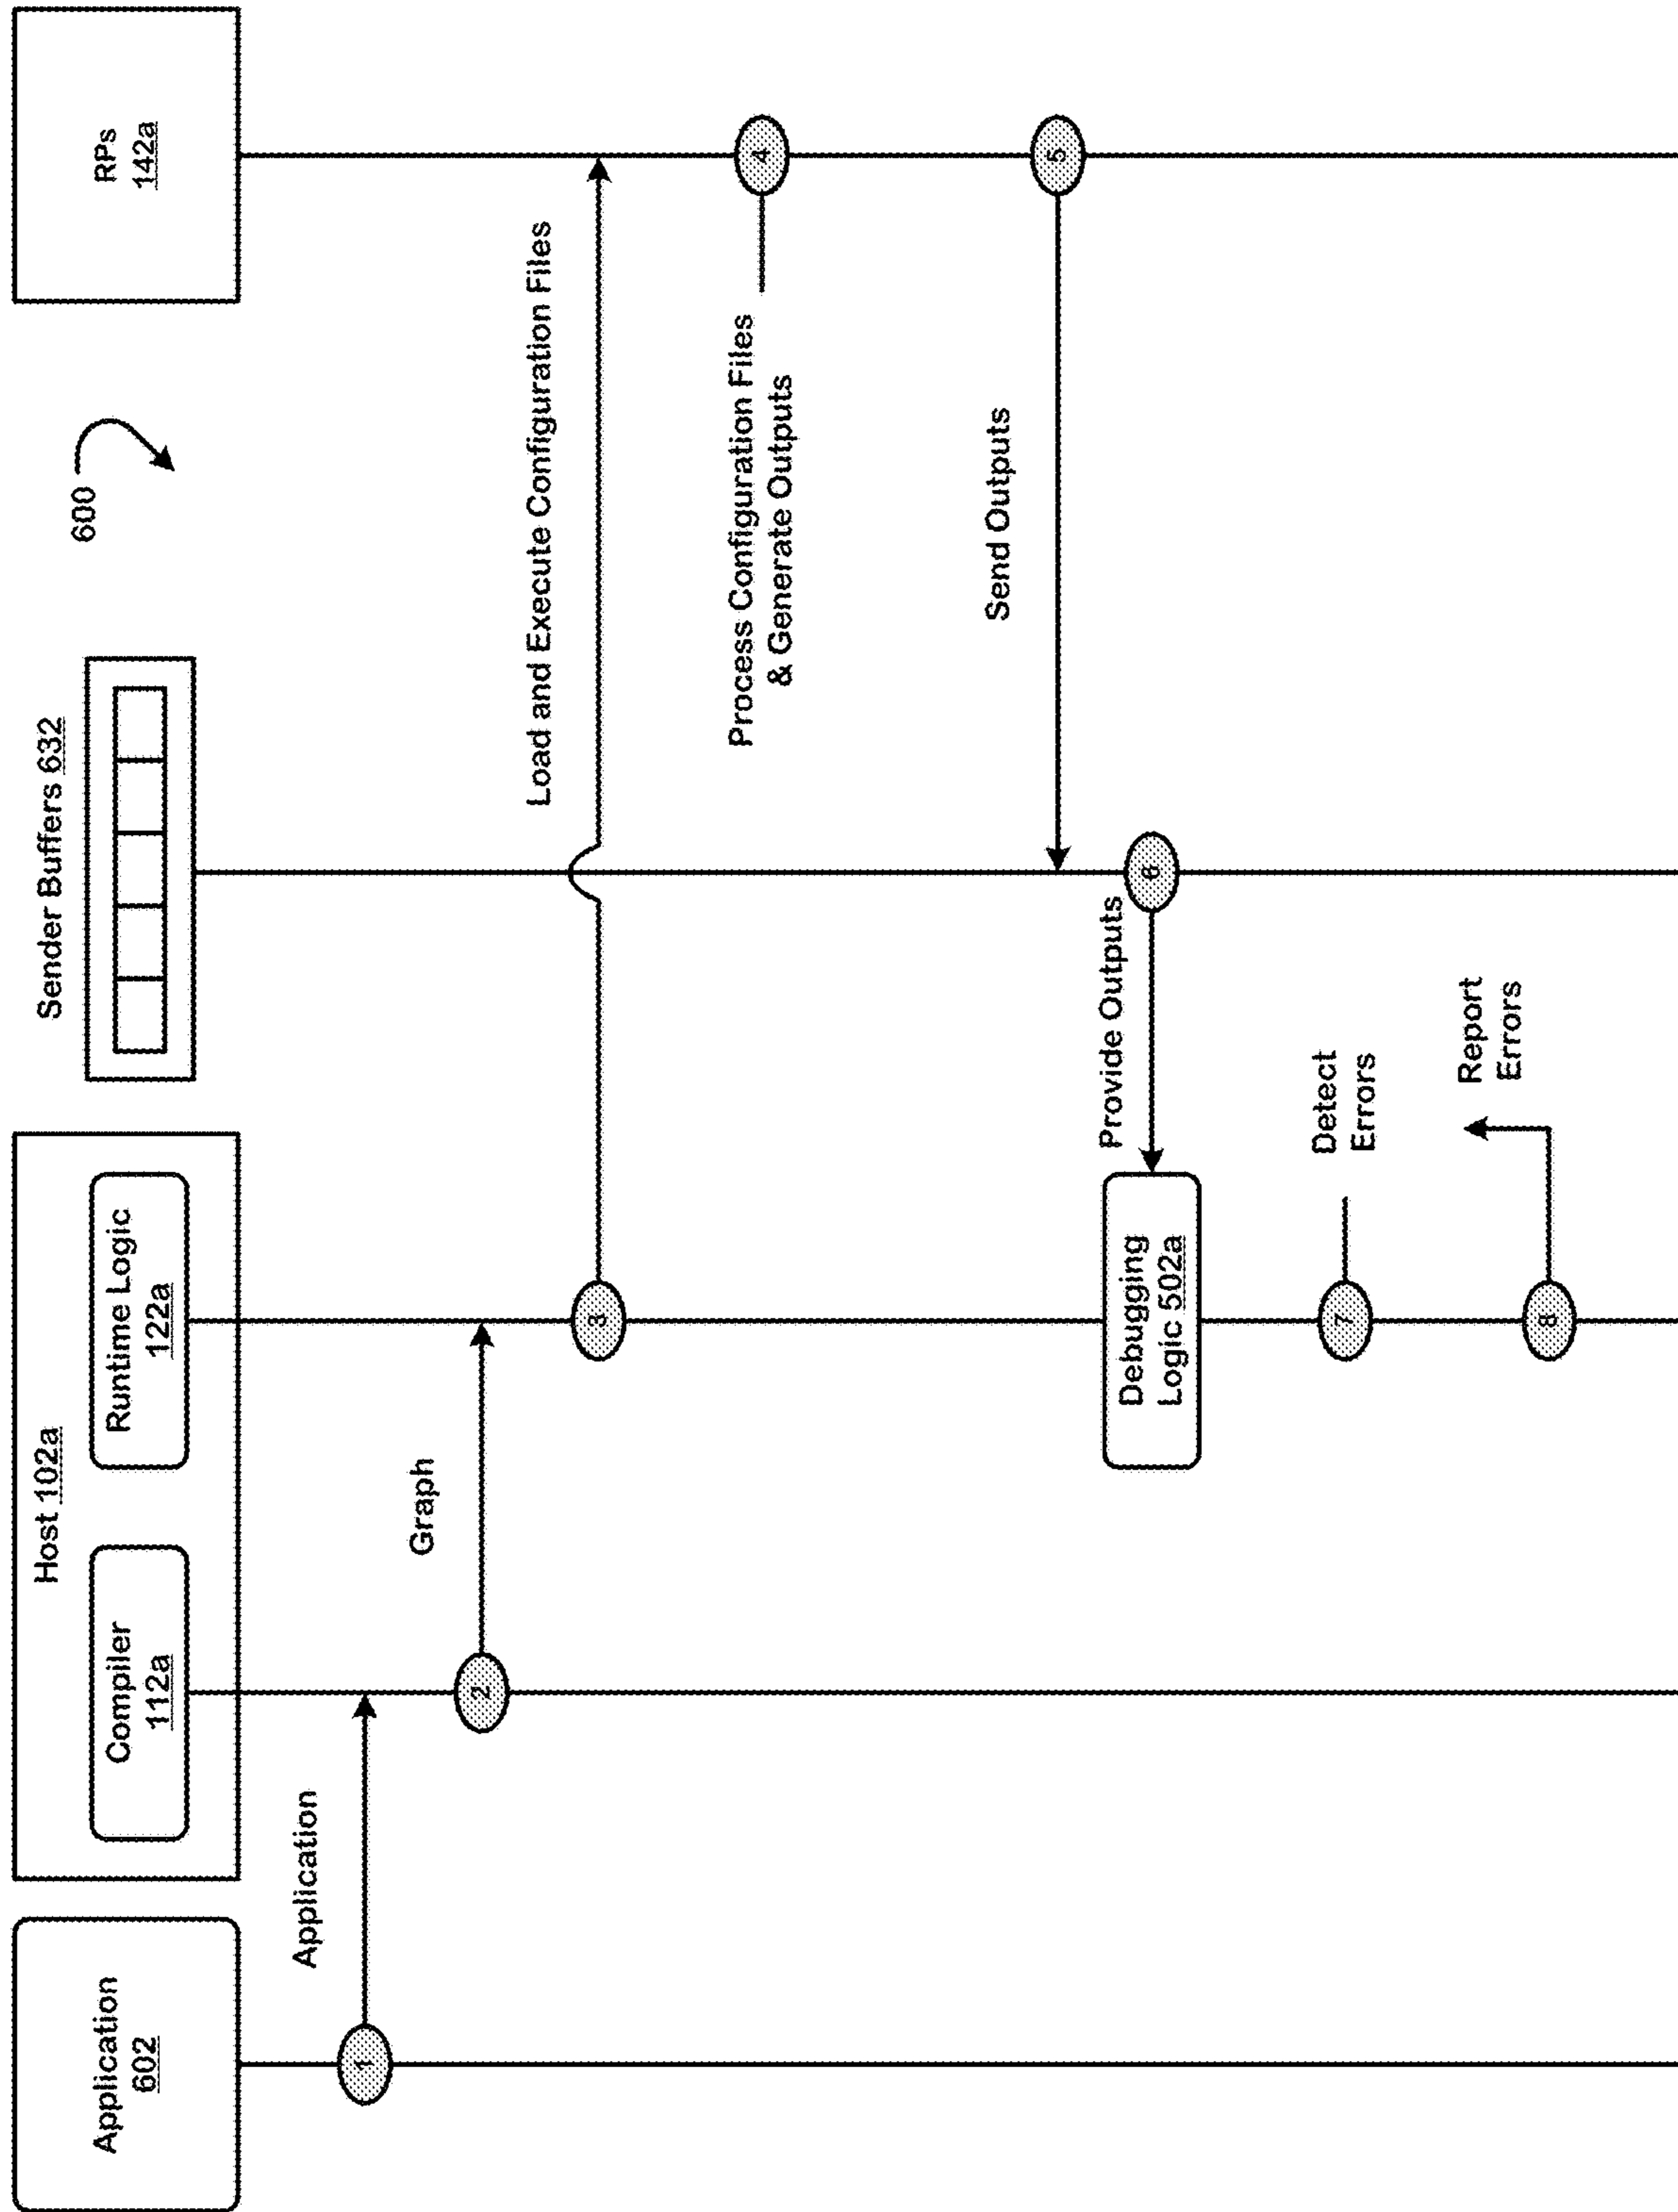 Application
602
Host 102a
Compiler
112a
Runtime Logic
122a
Sender Buffers 632
600
RPs
142a
1
Application
2
Graph
3
Load and Execute Configuration Files
4
Process Configuration Files
& Generate Outputs
5
Send Outputs
6
Provide Outputs
Debugging
Logic 502a
7
Detect
Errors
8
Report
Errors